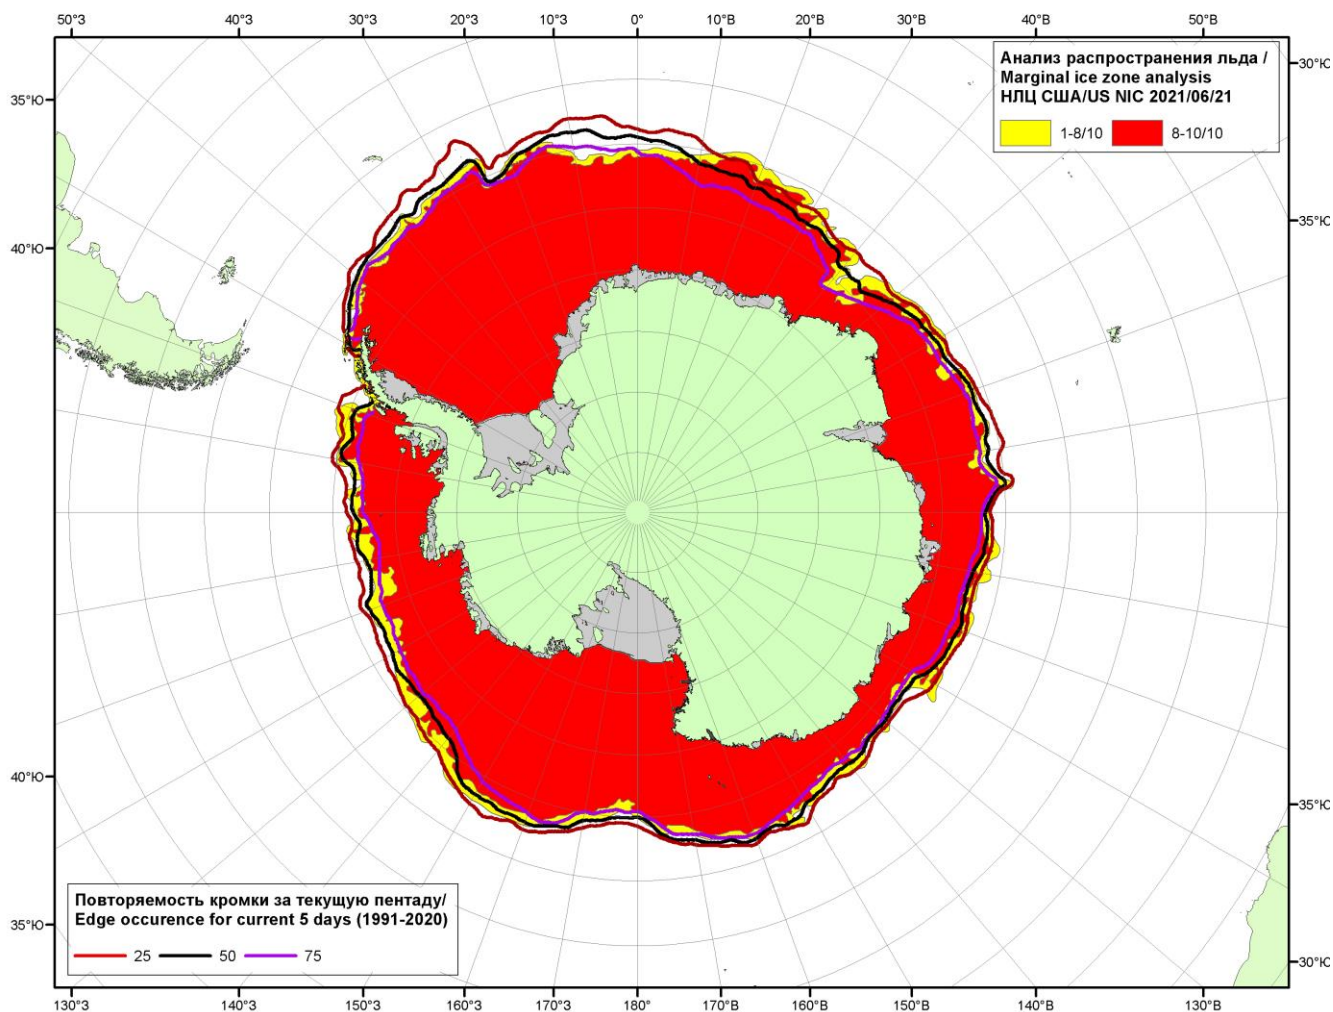 50°З 40°З 30°З 20°З 10°З 0° 10°В 20°В 30°В 40°В 50°В
Анализ распространения льда /
Marginal ice zone analysis
НЛЦ США/US NIC 2021/06/21
1-8/10 8-10/10
30°Ю
35°Ю
35°Ю
40°Ю
40°Ю
35°Ю
Повторяемость кромки за текущую пентаду/
Edge occurence for current 5 days (1991-2020)
25 50 75
35°Ю
30°Ю
130°З 140°З 150°З 160°З 170°З 180° 170°В 160°В 150°В 140°В 130°В